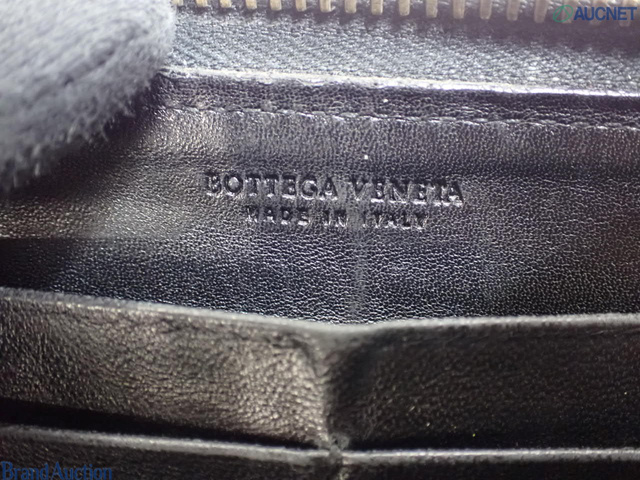 AUCNET
BOTTEGA VENETA
MADE IN ITALY
Brand Auction